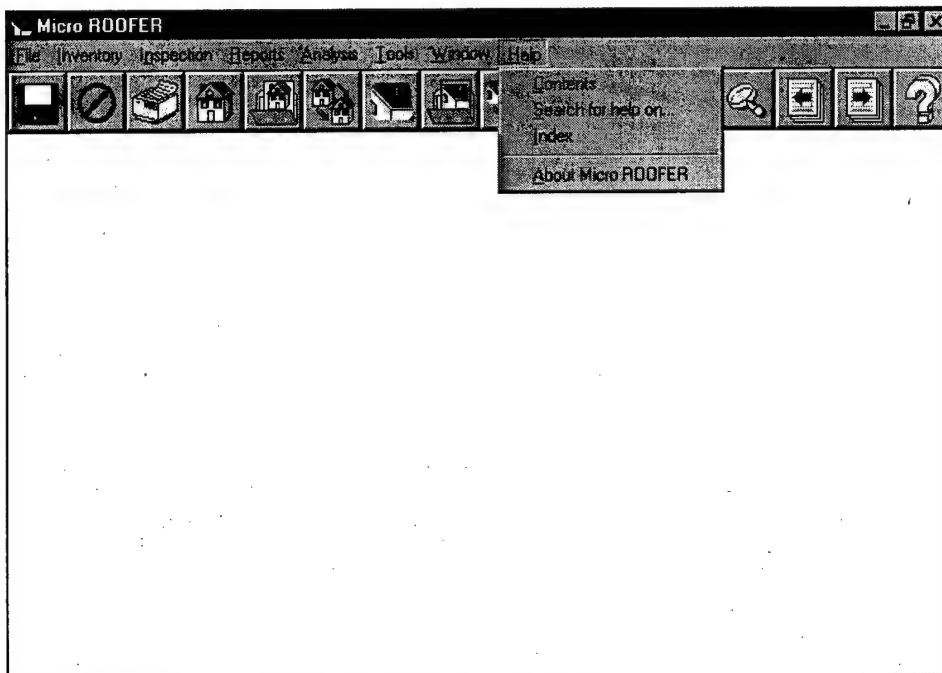 Micro ROOFER
File Inventory Inspection Reports Analysis Tools Window Help
Contents
Search for help on...
Index
About Micro ROOFER